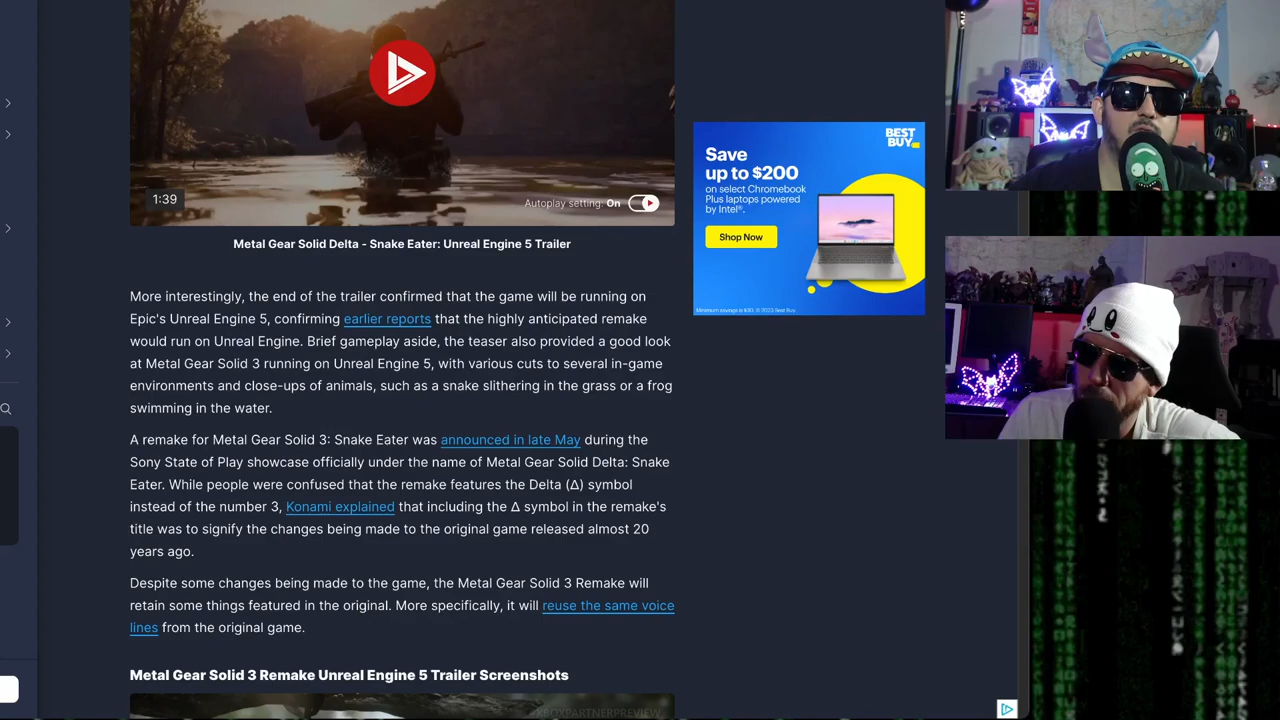 1:39
Autoplay setting: On
Metal Gear Solid Delta - Snake Eater: Unreal Engine 5 Trailer
More interestingly, the end of the trailer confirmed that the game will be running on
Epic's Unreal Engine 5, confirming earlier reports that the highly anticipated remake
would run on Unreal Engine. Brief gameplay aside, the teaser also provided a good look
at Metal Gear Solid 3 running on Unreal Engine 5, with various cuts to several in-game
environments and close-ups of animals, such as a snake slithering in the grass or a frog
swimming in the water.
A remake for Metal Gear Solid 3: Snake Eater was announced in late May during the
Sony State of Play showcase officially under the name of Metal Gear Solid Delta: Snake
Eater. While people were confused that the remake features the Delta (Δ) symbol
instead of the number 3, Konami explained that including the Δ symbol in the remake's
title was to signify the changes being made to the original game released almost 20
years ago.
Despite some changes being made to the game, the Metal Gear Solid 3 Remake will
retain some things featured in the original. More specifically, it will reuse the same voice
lines from the original game.
Metal Gear Solid 3 Remake Unreal Engine 5 Trailer Screenshots
#XBOXPARTNERPREVIEW
BEST
BUY
Save
up to $200
on select Chromebook
Plus laptops powered
by Intel®.
Shop Now
Minimum savings is $30. © 2023 Best Buy